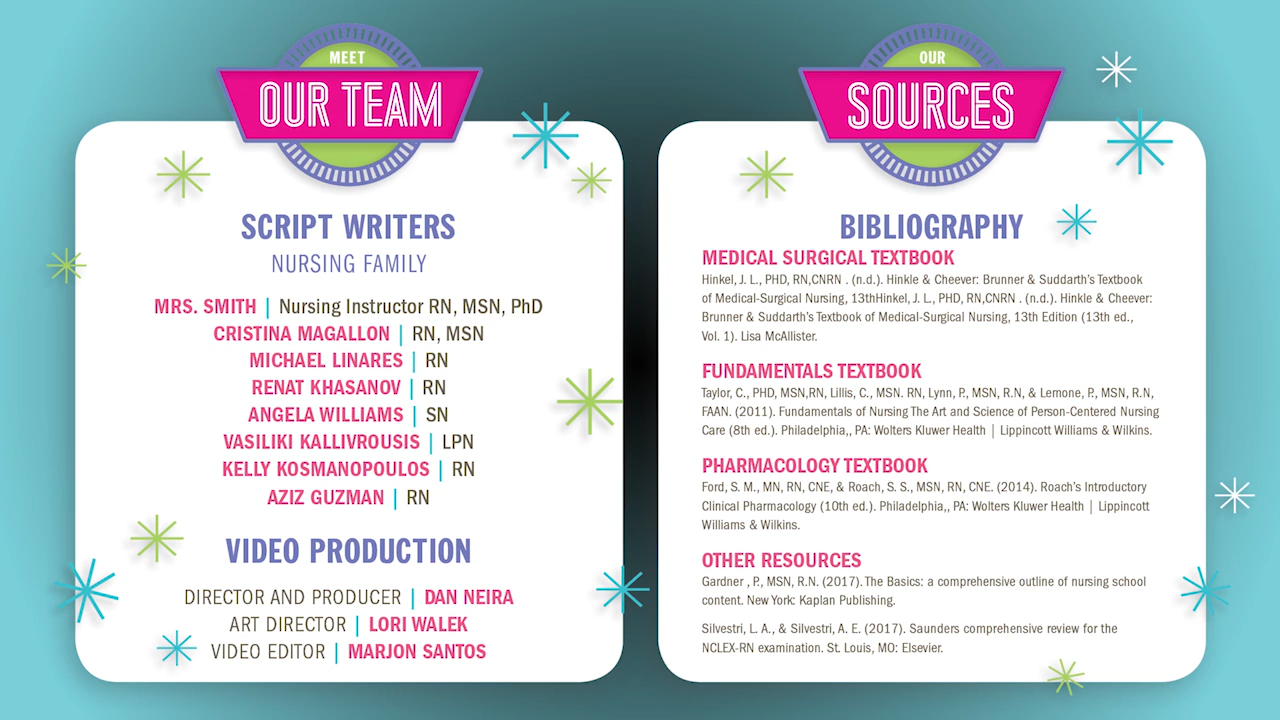 MEET
OUR TEAM
SCRIPT WRITERS
NURSING FAMILY
MRS. SMITH | Nursing Instructor RN, MSN, PhD
CRISTINA MAGALLON | RN, MSN
MICHAEL LINARES | RN
RENAT KHASANOV | RN
ANGELA WILLIAMS | SN
VASILIKI KALLIVROUSIS | LPN
KELLY KOSMANOPOULOS | RN
AZIZ GUZMAN | RN
VIDEO PRODUCTION
DIRECTOR AND PRODUCER | DAN NEIRA
ART DIRECTOR | LORI WALEK
VIDEO EDITOR | MARJON SANTOS
OUR
SOURCES
BIBLIOGRAPHY
MEDICAL SURGICAL TEXTBOOK
Hinkel, J. L., PHD, RN,CNRN . (n.d.). Hinkle & Cheever: Brunner & Suddarth's Textbook
of Medical-Surgical Nursing, 13thHinkel, J. L., PHD, RN,CNRN . (n.d.). Hinkle & Cheever:
Brunner & Suddarth's Textbook of Medical-Surgical Nursing, 13th Edition (13th ed.,
Vol. 1). Lisa McAllister.
FUNDAMENTALS TEXTBOOK
Taylor, C., PHD, MSN,RN, Lillis, C., MSN. RN, Lynn, P., MSN, R.N, & Lemone, P., MSN, R.N,
FAAN. (2011). Fundamentals of Nursing The Art and Science of Person-Centered Nursing
Care (8th ed.). Philadelphia,, PA: Wolters Kluwer Health | Lippincott Williams & Wilkins.
PHARMACOLOGY TEXTBOOK
Ford, S. M., MN, RN, CNE, & Roach, S. S., MSN, RN, CNE. (2014). Roach's Introductory
Clinical Pharmacology (10th ed.). Philadelphia,, PA: Wolters Kluwer Health | Lippincott
Williams & Wilkins.
OTHER RESOURCES
Gardner , P., MSN, R.N. (2017). The Basics: a comprehensive outline of nursing school
content. New York: Kaplan Publishing.
Silvestri, L. A., & Silvestri, A. E. (2017). Saunders comprehensive review for the
NCLEX-RN examination. St. Louis, MO: Elsevier.